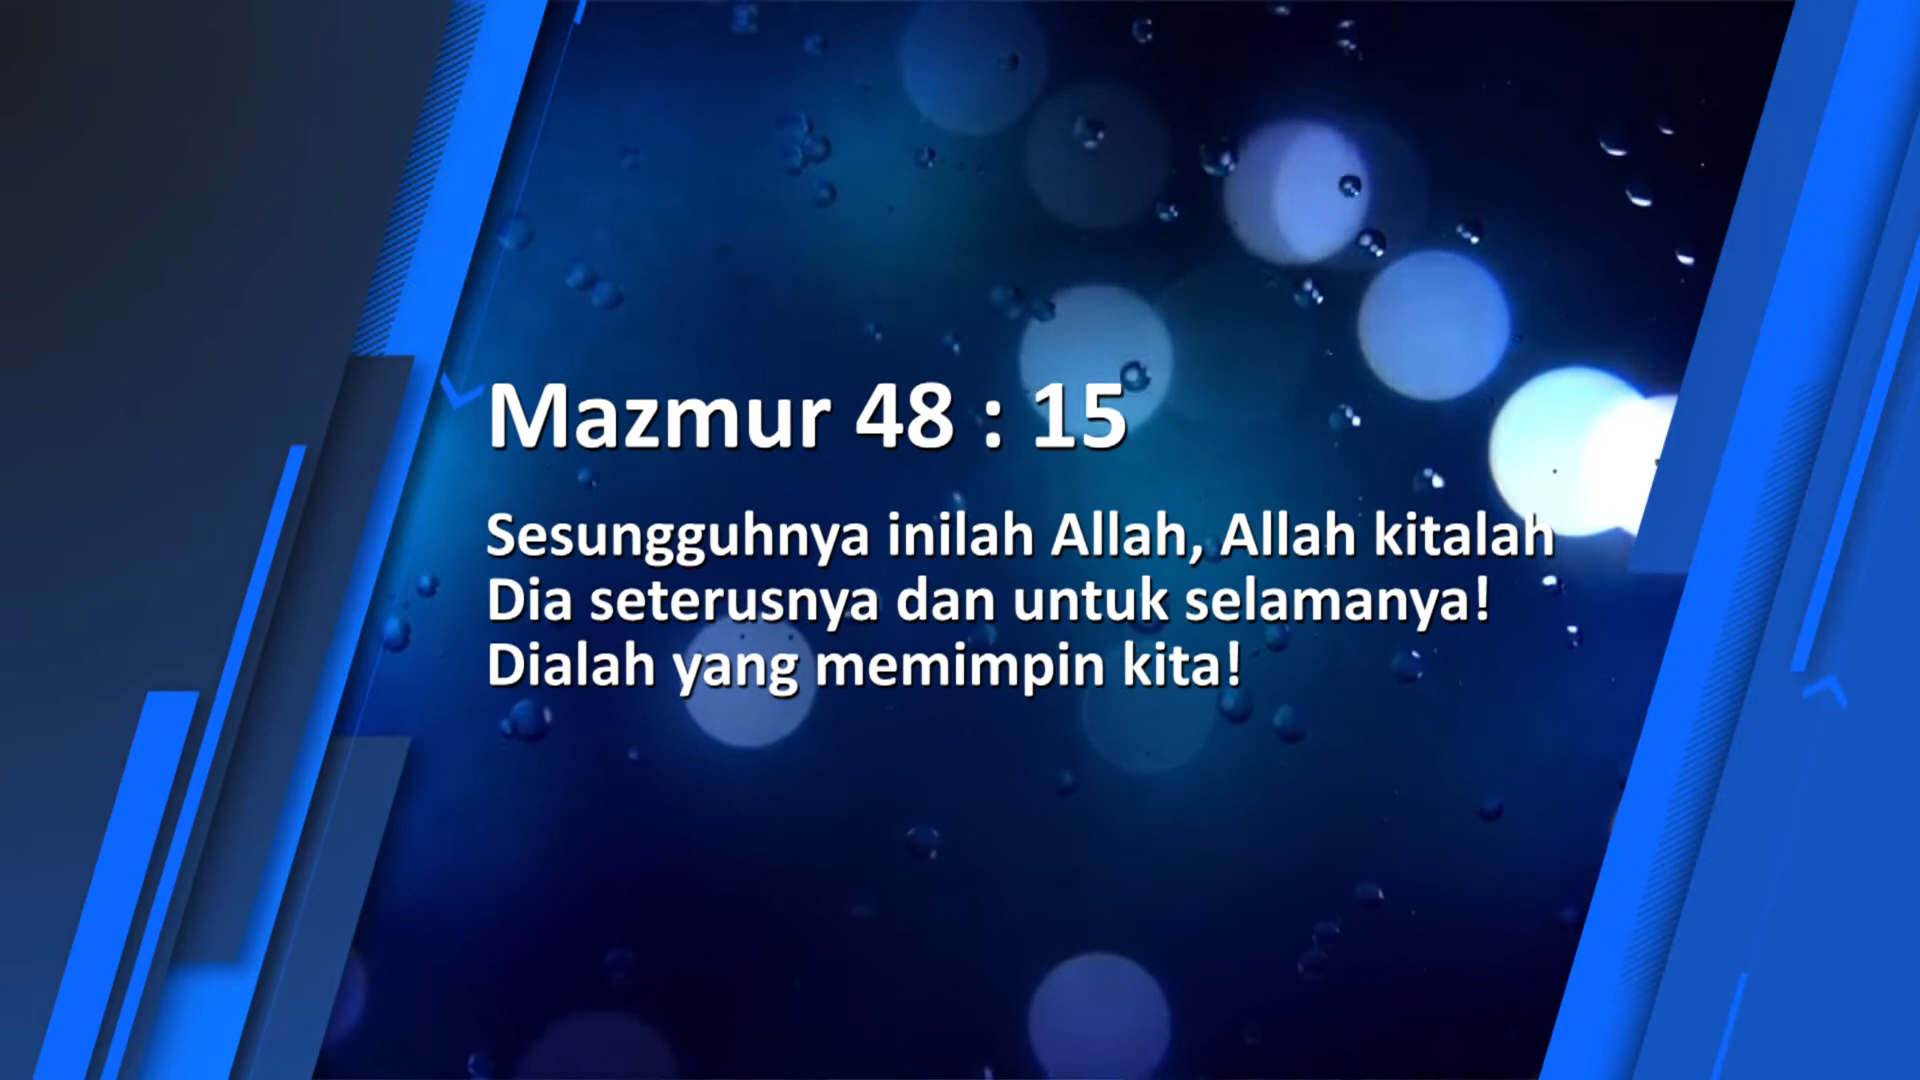 Mazmur 48 : 15
Sesungguhnya inilah Allah, Allah kitalah
Dia seterusnya dan untuk selamanya!
Dialah yang memimpin kita!